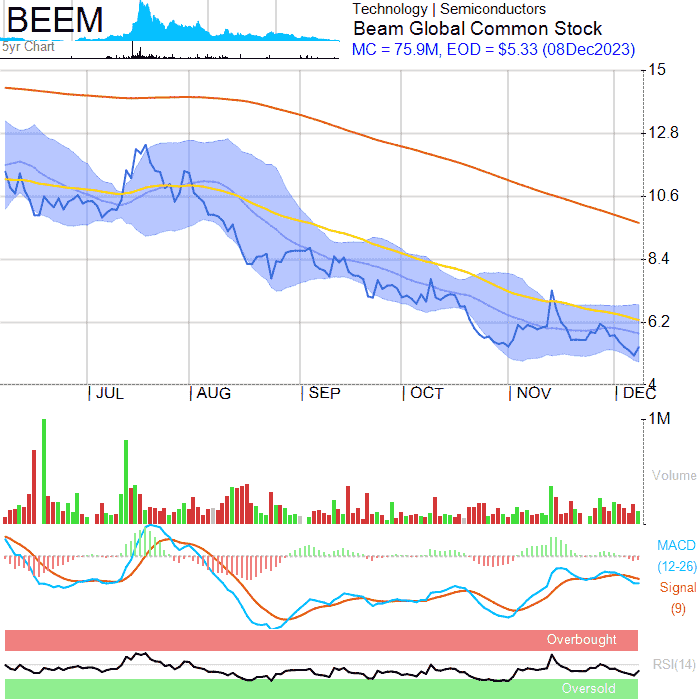 BEEM
5yr Chart
Technology | Semiconductors
Beam Global Common Stock
MC = 75.9M, EOD = $5.33 (08Dec2023)
15
12.8
10.6
8.4
6.2
4
JUL AUG SEP OCT NOV DEC
1M
Volume
MACD
(12-26)
Signal
(9)
Overbought
RSI(14)
Oversold